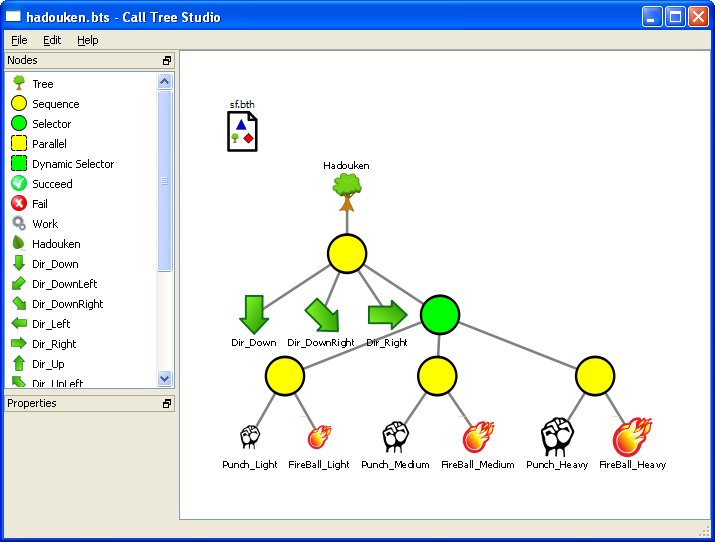 hadouken.bts - Call Tree Studio
File Edit Help
Nodes
Tree
Sequence
Selector
Parallel
Dynamic Selector
Succeed
Fail
Work
Hadouken
Dir_Down
Dir_DownLeft
Dir_DownRight
Dir_Left
Dir_Right
Dir_Up
Dir_UpLeft
Properties
sf.bth
Hadouken
Dir_Down Dir_DownRight Dir_Right
Punch_Light FireBall_Light Punch_Medium FireBall_Medium Punch_Heavy FireBall_Heavy